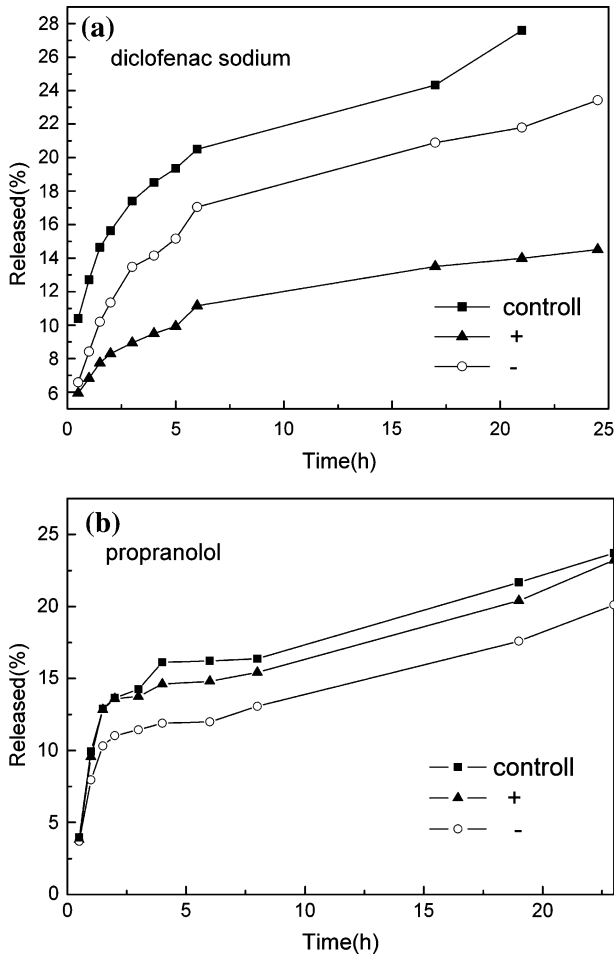 (a)
diclofenac sodium
28
26
24
22
20
18
16
14
12
10
8
6
Released(%)
controll
+
-
0 5 10 15 20 25
Time(h)
(b)
propranolol
25
20
15
10
5
0
Released(%)
controll
+
-
0 5 10 15 20
Time(h)